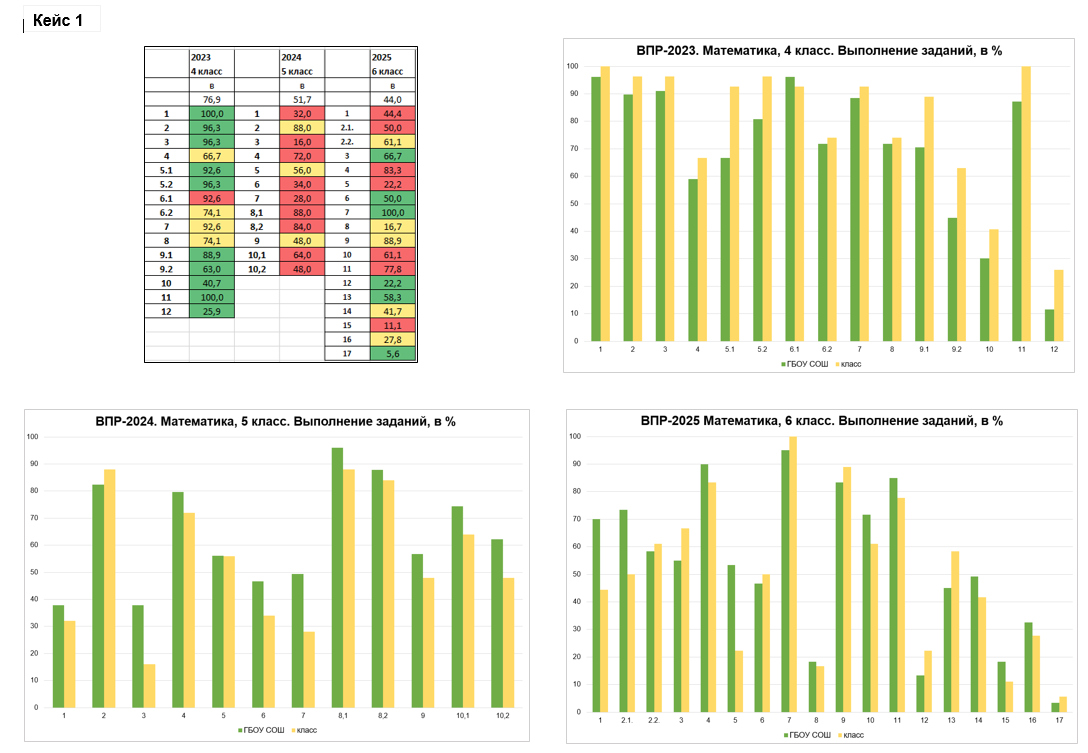 Кейс 1
2023 2024 2025
4 класс 5 класс 6 класс
в в в
76,9 51,7 44,0
1 100,0 1 32,0 1 44,4
2 96,3 2 88,0 2.1. 50,0
3 96,3 3 16,0 2.2. 61,1
4 66,7 4 72,0 3 66,7
5.1 92,6 5 56,0 4 83,3
5.2 96,3 6 34,0 5 22,2
6.1 92,6 7 28,0 6 50,0
6.2 74,1 8,1 88,0 7 100,0
7 92,6 8,2 84,0 8 16,7
8 74,1 9 48,0 9 88,9
9.1 88,9 10,1 64,0 10 61,1
9.2 63,0 10,2 48,0 11 77,8
10 40,7 12 22,2
11 100,0 13 58,3
12 25,9 14 41,7
15 11,1
16 27,8
17 5,6
ВПР-2023. Математика, 4 класс. Выполнение заданий, в %
100
90
80
70
60
50
40
30
20
10
0
1 2 3 4 5.1 5.2 6.1 6.2 7 8 9.1 9.2 10 11 12
ГБОУ СОШ класс
ВПР-2024. Математика, 5 класс. Выполнение заданий, в %
100
90
80
70
60
50
40
30
20
10
0
1 2 3 4 5 6 7 8,1 8,2 9 10,1 10,2
ГБОУ СОШ класс
ВПР-2025 Математика, 6 класс. Выполнение заданий, в %
100
90
80
70
60
50
40
30
20
10
0
1 2.1. 2.2. 3 4 5 6 7 8 9 10 11 12 13 14 15 16 17
ГБОУ СОШ класс